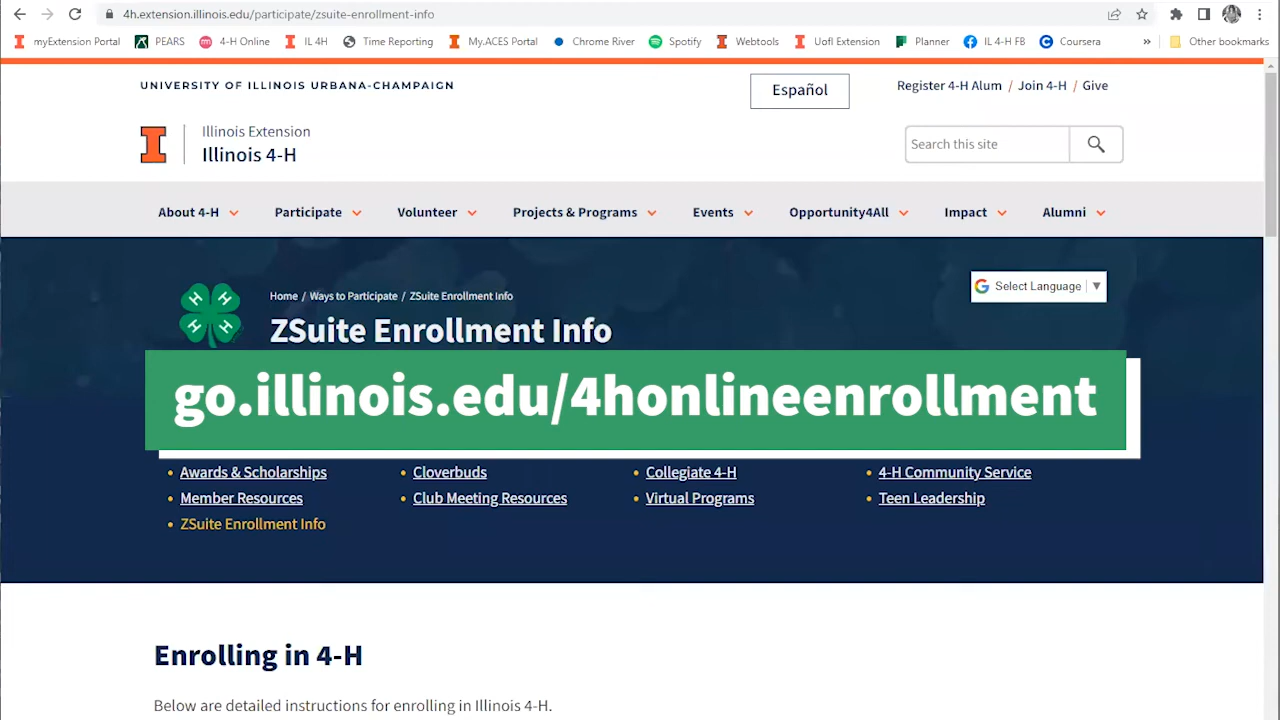 4h.extension.illinois.edu/participate/zsuite-enrollment-info
myExtension Portal PEARS 4-H Online IL 4H Time Reporting My.ACES Portal Chrome River Spotify Webtools UofI Extension Planner IL 4-H FB Coursera » Other bookmarks
UNIVERSITY OF ILLINOIS URBANA-CHAMPAIGN Español Register 4-H Alum / Join 4-H / Give
Illinois Extension
Illinois 4-H
Search this site
About 4-H Participate Volunteer Projects & Programs Events Opportunity4All Impact Alumni
H H H H
Home / Ways to Participate / ZSuite Enrollment Info
G Select Language ▼
ZSuite Enrollment Info
go.illinois.edu/4honlineenrollment
• Awards & Scholarships • Cloverbuds • Collegiate 4-H • 4-H Community Service
• Member Resources • Club Meeting Resources • Virtual Programs • Teen Leadership
• ZSuite Enrollment Info
Enrolling in 4-H
Below are detailed instructions for enrolling in Illinois 4-H.